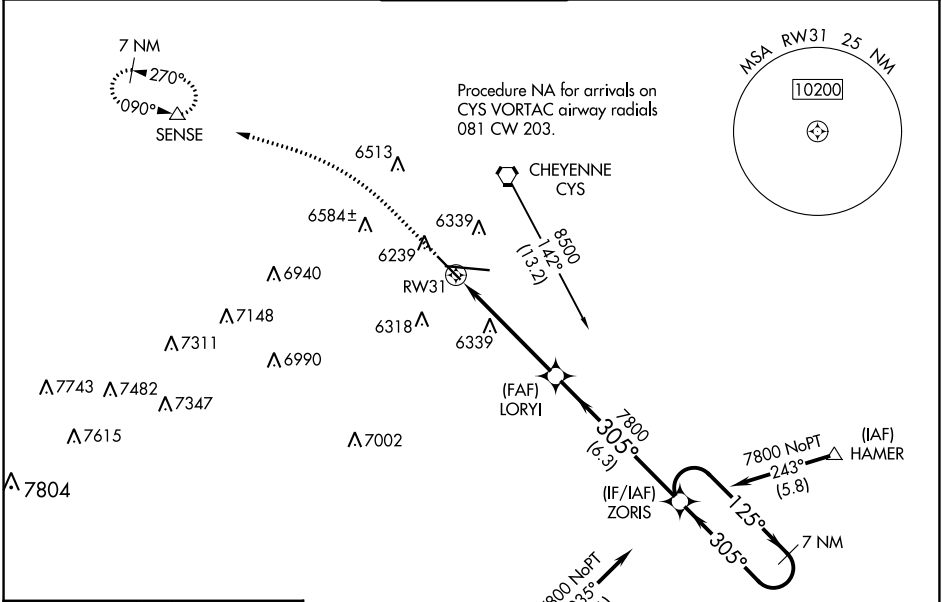 7 NM
270°
090°
SENSE
Procedure NA for arrivals on
CYS VORTAC airway radials
081 CW 203.
MSA RW31 25 NM
10200
CHEYENNE
CYS
8500
142°
(13.2)
6513
6584±
6339
6239
6940
RW31
7148
6318
6339
7311
6990
7743
7482
7347
(FAF)
LORYI
7615
7002
7804
7800
305°
(6.3)
7800 NoPT
243°
(5.8)
(IAF)
HAMER
(IF/IAF)
ZORIS
125°
305°
7 NM
NoPT